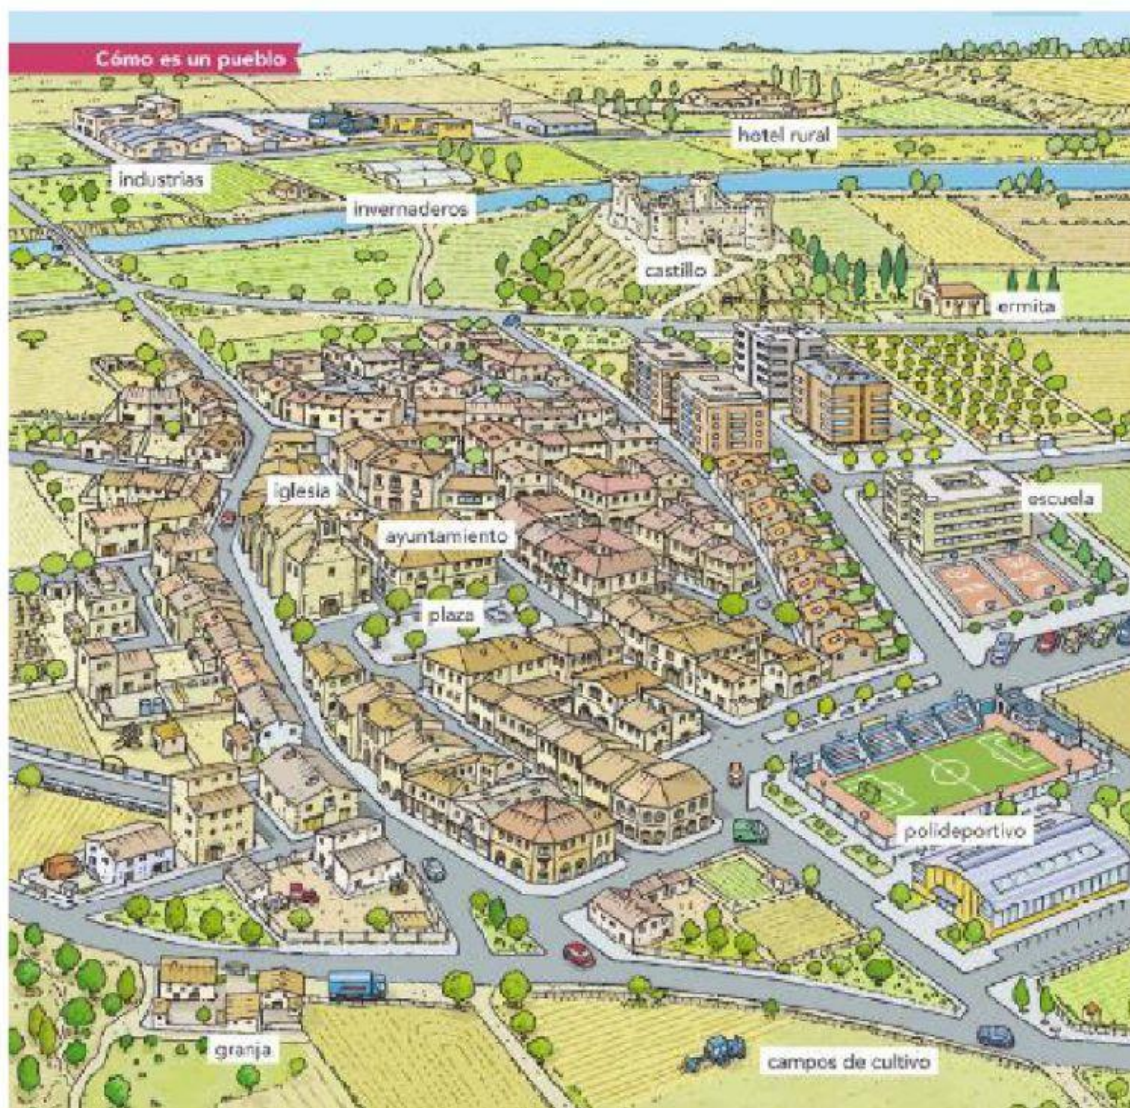 Cómo es un pueblo
hotel rural
industrias
invernaderos
castillo
ermita
iglesia
escuela
ayuntamiento
plaza
polideportivo
granja
campos de cultivo